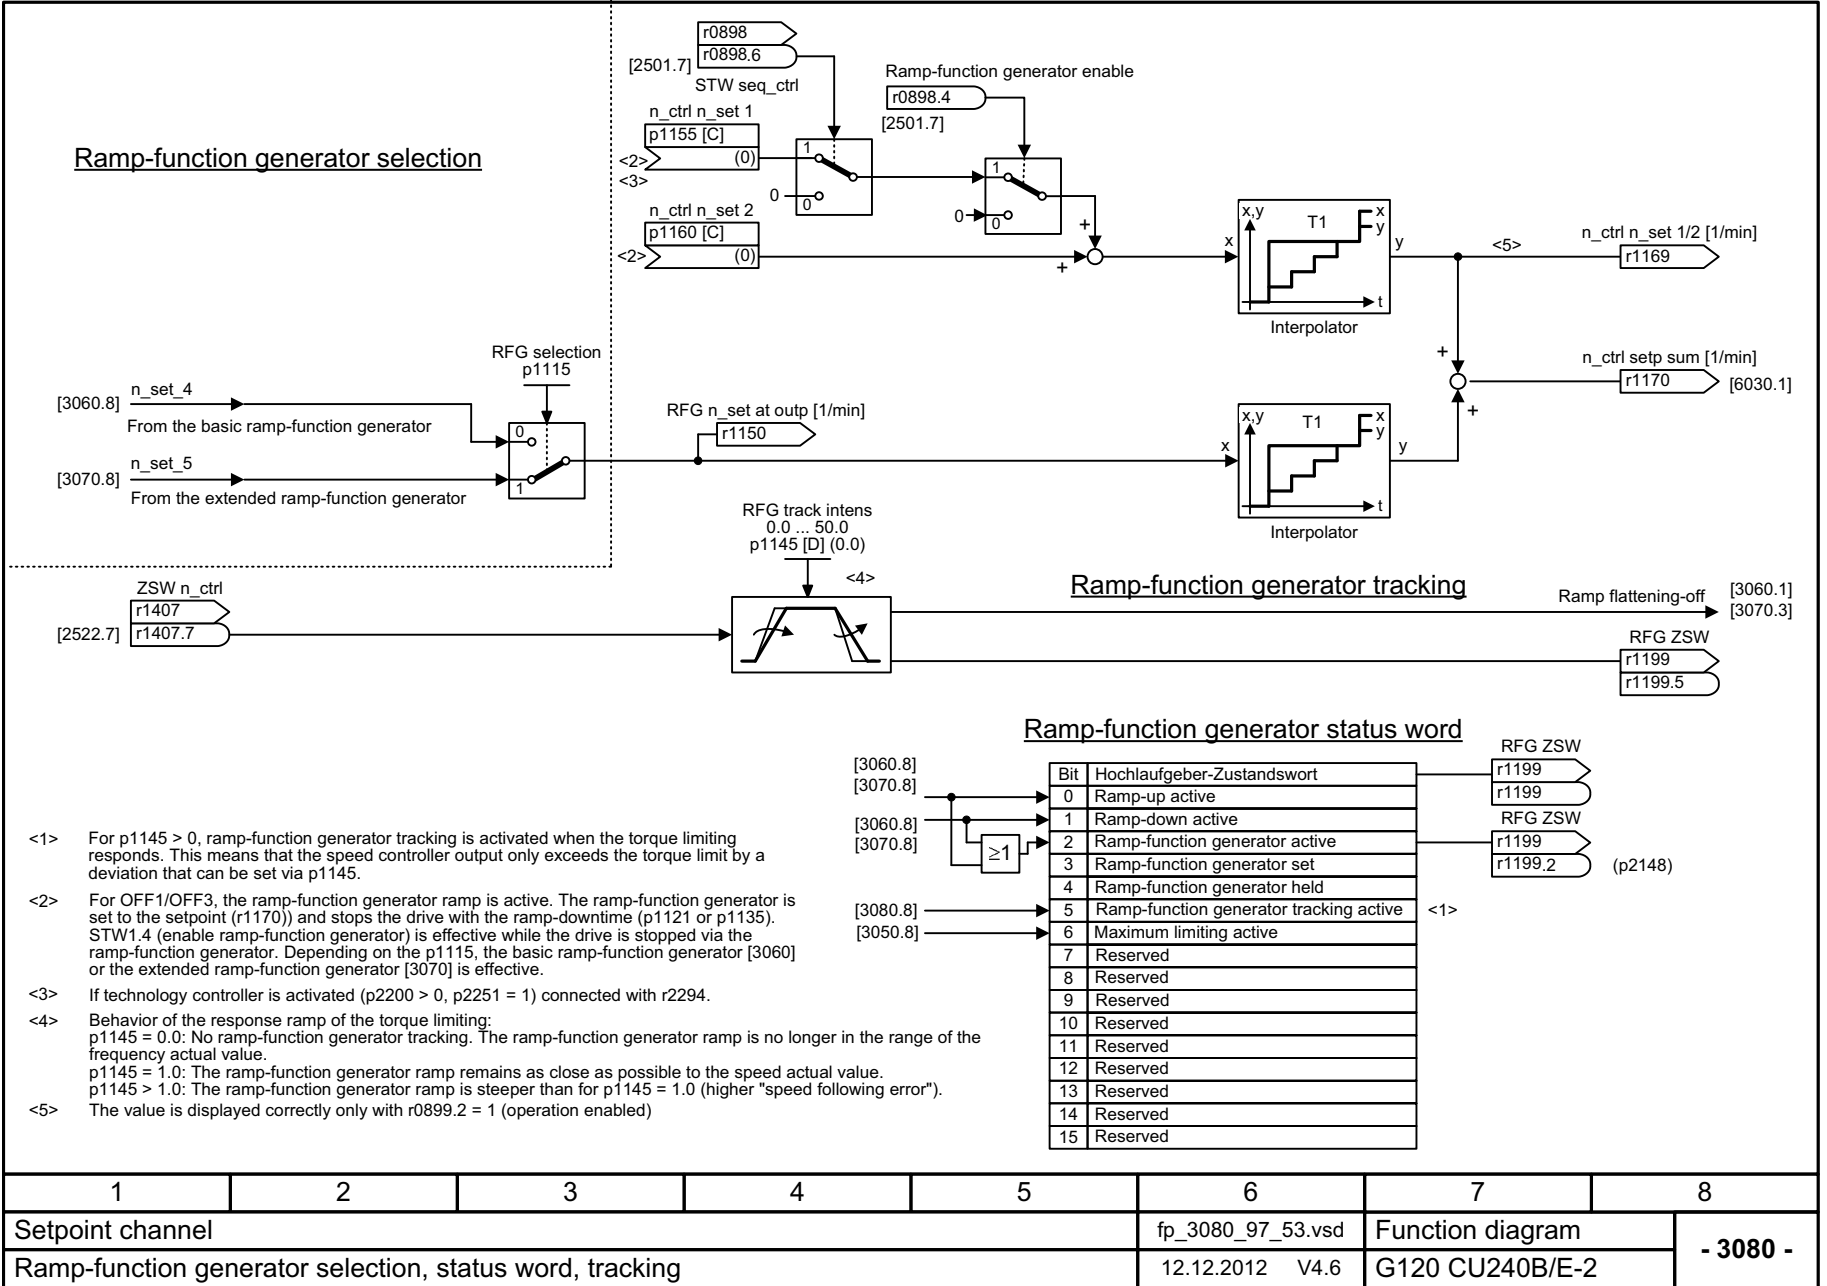 r0898
r0898.6
[2501.7]
STW seq_ctrl
Ramp-function generator enable
r0898.4
[2501.7]
n_ctrl n_set 1
p1155 [C]
(0)
<2>
<3>
1
0
0
1
0
0
Ramp-function generator selection
n_ctrl n_set 2
p1160 [C]
(0)
<2>
+
+
x
x,y
T1
x
y
t
y
Interpolator
<5>
n_ctrl n_set 1/2 [1/min]
r1169
RFG selection
p1115
[3060.8]
n_set_4
From the basic ramp-function generator
[3070.8]
n_set_5
From the extended ramp-function generator
0
1
RFG n_set at outp [1/min]
r1150
x
x,y
T1
x
y
t
y
Interpolator
+
+
n_ctrl setp sum [1/min]
r1170
[6030.1]
RFG track intens
0.0 ... 50.0
p1145 [D] (0.0)
<4>
ZSW n_ctrl
r1407
r1407.7
[2522.7]
Ramp-function generator tracking
Ramp flattening-off
[3060.1]
[3070.3]
RFG ZSW
r1199
r1199.5
Ramp-function generator status word
[3060.8]
[3070.8]
[3060.8]
[3070.8]
≥1
[3080.8]
[3050.8]
Bit Hochlaufgeber-Zustandswort
0 Ramp-up active
1 Ramp-down active
2 Ramp-function generator active
3 Ramp-function generator set
4 Ramp-function generator held
5 Ramp-function generator tracking active
6 Maximum limiting active
7 Reserved
8 Reserved
9 Reserved
10 Reserved
11 Reserved
12 Reserved
13 Reserved
14 Reserved
15 Reserved
<1>
RFG ZSW
r1199
r1199
RFG ZSW
r1199
r1199.2
(p2148)
<1> For p1145 > 0, ramp-function generator tracking is activated when the torque limiting
responds. This means that the speed controller output only exceeds the torque limit by a
deviation that can be set via p1145.
<2> For OFF1/OFF3, the ramp-function generator ramp is active. The ramp-function generator is
set to the setpoint (r1170)) and stops the drive with the ramp-downtime (p1121 or p1135).
STW1.4 (enable ramp-function generator) is effective while the drive is stopped via the
ramp-function generator. Depending on the p1115, the basic ramp-function generator [3060]
or the extended ramp-function generator [3070] is effective.
<3> If technology controller is activated (p2200 > 0, p2251 = 1) connected with r2294.
<4> Behavior of the response ramp of the torque limiting:
p1145 = 0.0: No ramp-function generator tracking. The ramp-function generator ramp is no longer in the range of the
frequency actual value.
p1145 = 1.0: The ramp-function generator ramp remains as close as possible to the speed actual value.
p1145 > 1.0: The ramp-function generator ramp is steeper than for p1145 = 1.0 (higher "speed following error").
<5> The value is displayed correctly only with r0899.2 = 1 (operation enabled)
1 2 3 4 5 6 7 8
Setpoint channel
fp_3080_97_53.vsd
Function diagram
- 3080 -
Ramp-function generator selection, status word, tracking
12.12.2012 V4.6
G120 CU240B/E-2